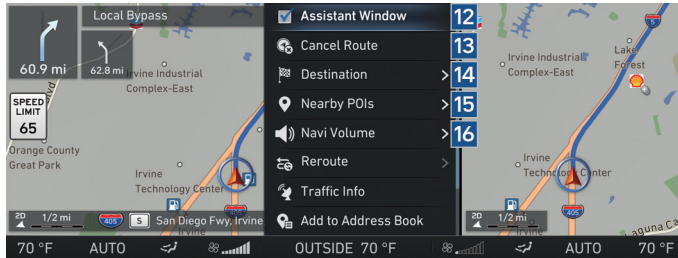 Local Bypass
60.9 mi
62.8 mi
Irvine Industrial
Complex-East
SPEED
LIMIT
65
Orange County
Great Park
Irvine
Technology Center
2D
1/2 mi
405
S
San Diego Fwy, Irvine
Assistant Window
12
Cancel Route
13
Destination
14
Nearby POIs
15
Navi Volume
16
Reroute
Traffic Info
Add to Address Book
5
Irvine Industrial
Complex-East
Lake
Forest
Irvine
Technology Center
2D
1/2 mi
405
70 °F
AUTO
OUTSIDE 70 °F
AUTO
70 °F